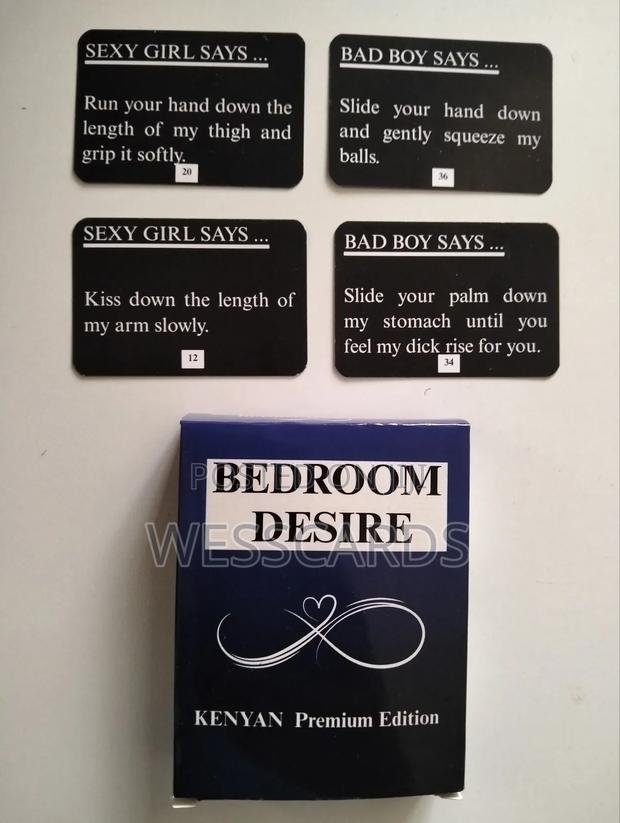 SEXY GIRL SAYS ...
Run your hand down the
length of my thigh and
grip it softly.
20
BAD BOY SAYS ...
Slide your hand down
and gently squeeze my
balls.
36
SEXY GIRL SAYS ...
Kiss down the length of
my arm slowly.
12
BAD BOY SAYS ...
Slide your palm down
my stomach until you
feel my dick rise for you.
34
BEDROOM
POSTED ON IN
DESIRE
WESSCARDS
KENYAN Premium Edition